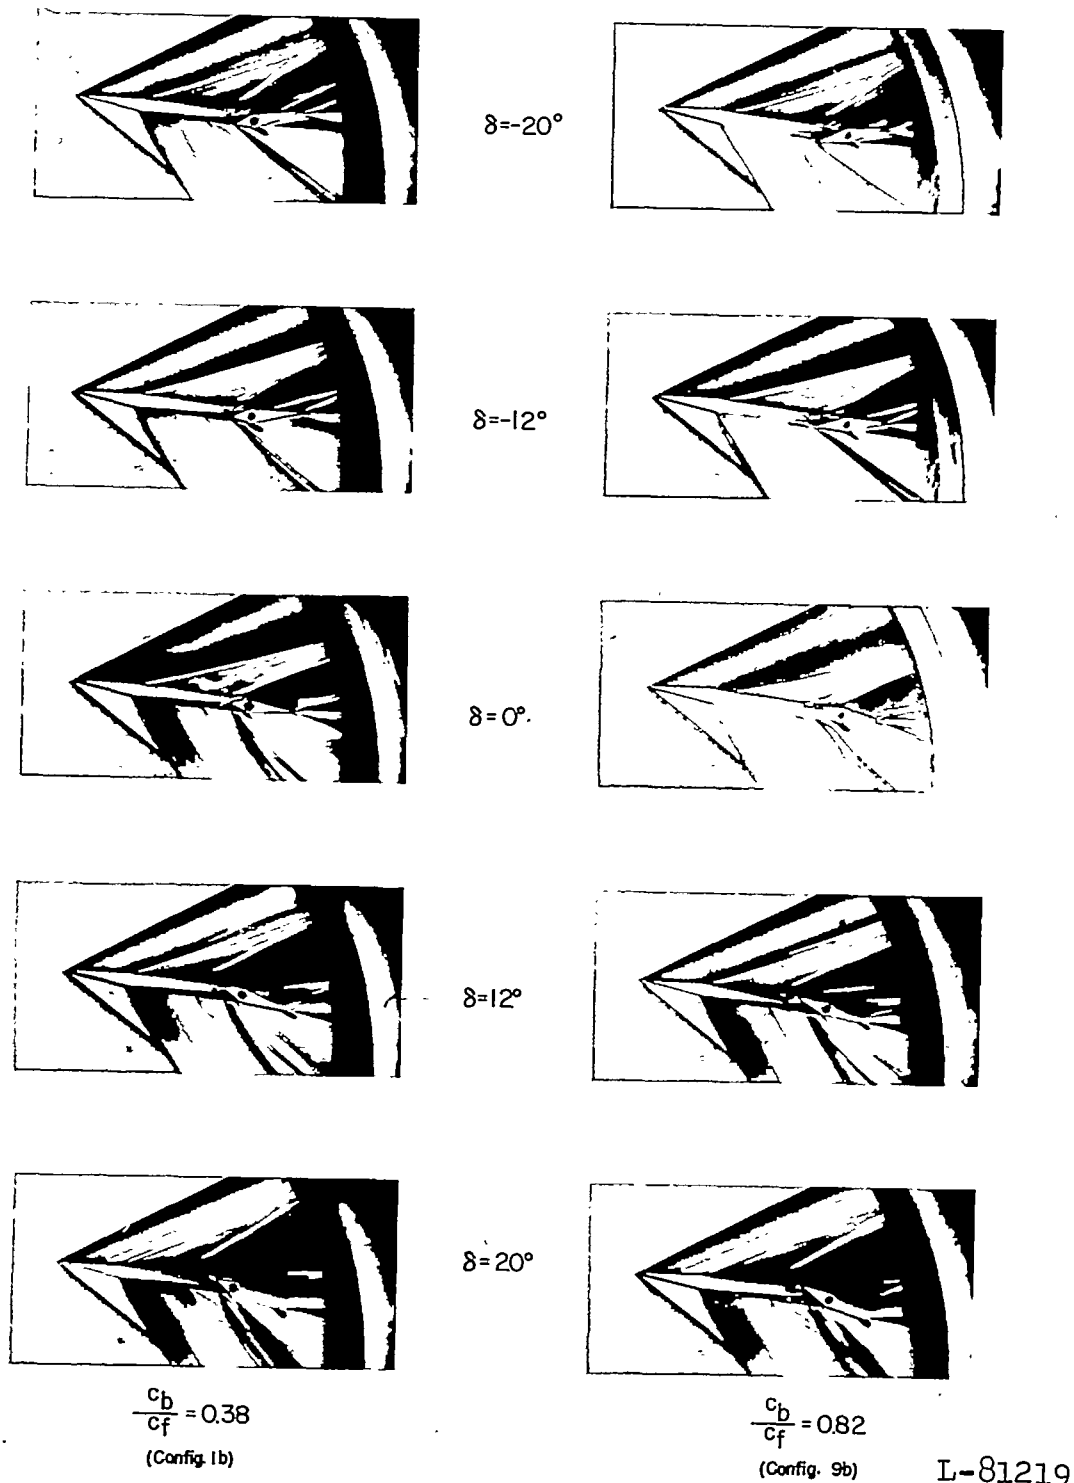 δ=-20°
δ=-12°
δ=0°.
δ=12°
δ=20°
c_b/c_f = 0.38
(Config. 1b)
c_b/c_f = 0.82
(Config. 9b)
L-81219